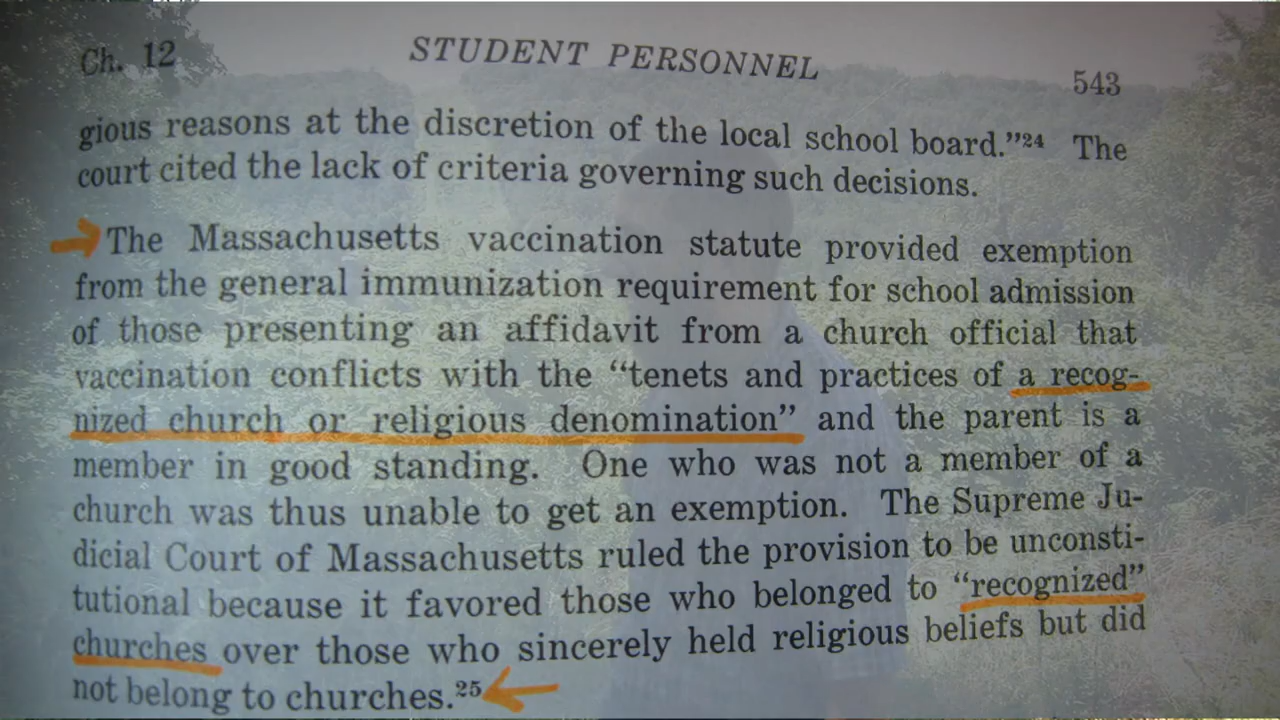 Ch. 12 STUDENT PERSONNEL 543
gious reasons at the discretion of the local school board."24 The
court cited the lack of criteria governing such decisions.
The Massachusetts vaccination statute provided exemption
from the general immunization requirement for school admission
of those presenting an affidavit from a church official that
vaccination conflicts with the "tenets and practices of a recog-
nized church or religious denomination" and the parent is a
member in good standing. One who was not a member of a
church was thus unable to get an exemption. The Supreme Ju-
dicial Court of Massachusetts ruled the provision to be unconsti-
tutional because it favored those who belonged to "recognized"
churches over those who sincerely held religious beliefs but did
not belong to churches.25